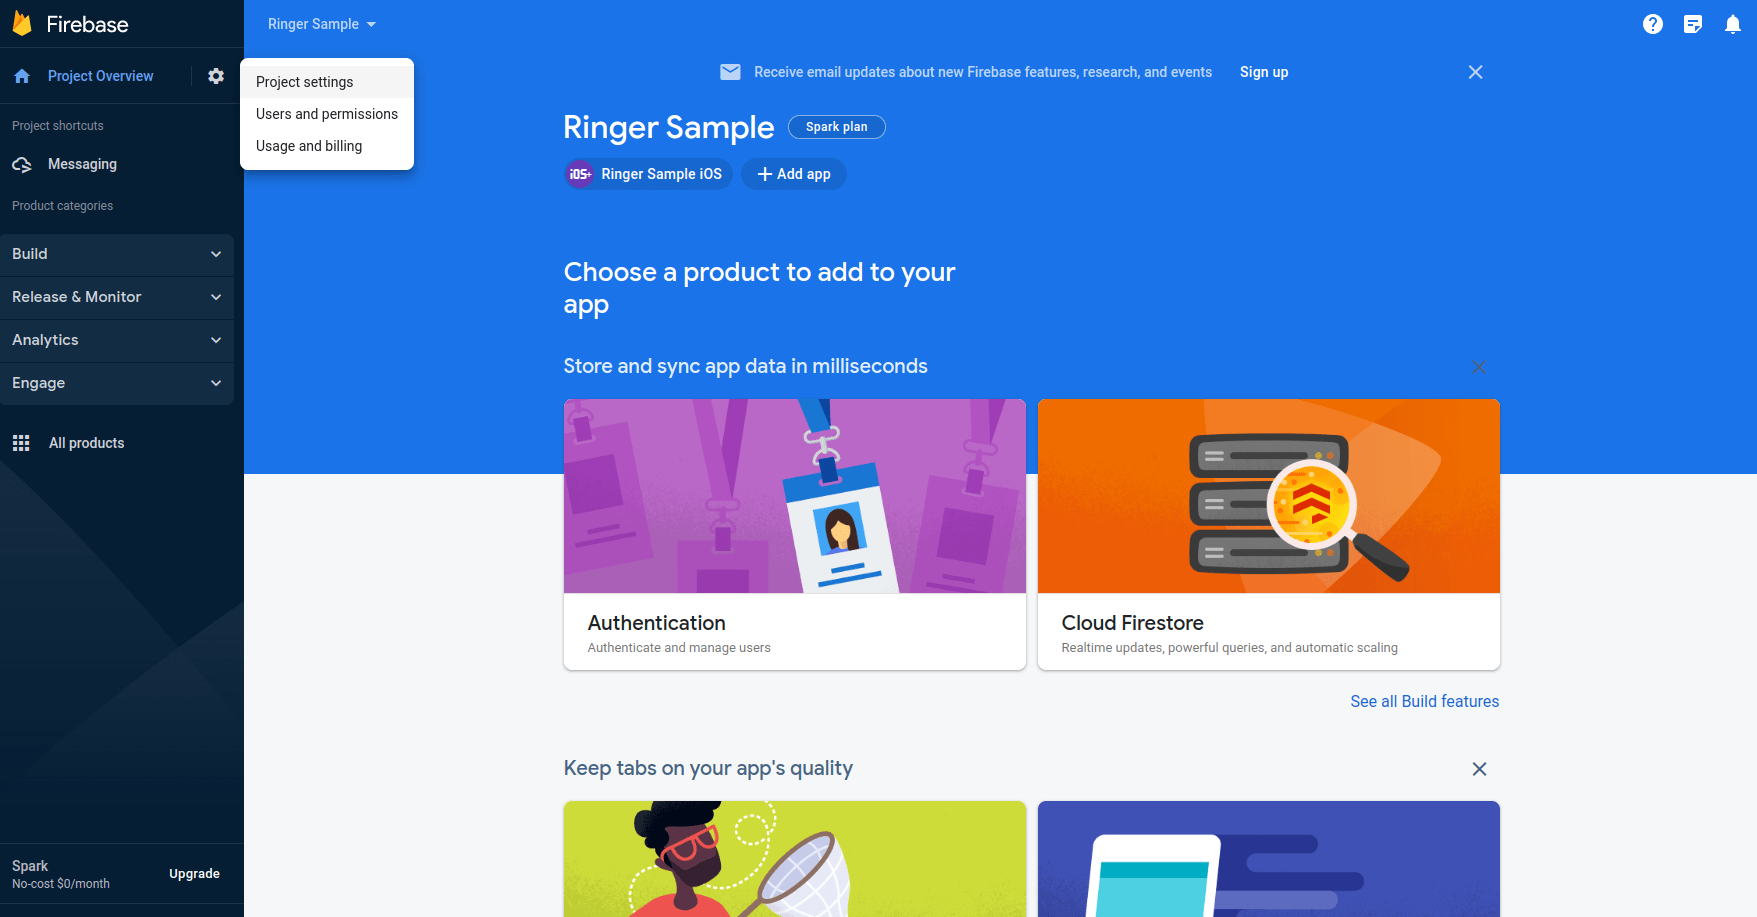 Firebase
Ringer Sample
Project Overview
Project settings
Users and permissions
Usage and billing
Project shortcuts
Messaging
Product categories
Build
Release & Monitor
Analytics
Engage
All products
Spark
No-cost $0/month
Upgrade
Receive email updates about new Firebase features, research, and events Sign up
Ringer Sample Spark plan
iOS+ Ringer Sample iOS Add app
Choose a product to add to your
app
Store and sync app data in milliseconds
Authentication
Authenticate and manage users
Cloud Firestore
Realtime updates, powerful queries, and automatic scaling
See all Build features
Keep tabs on your app's quality